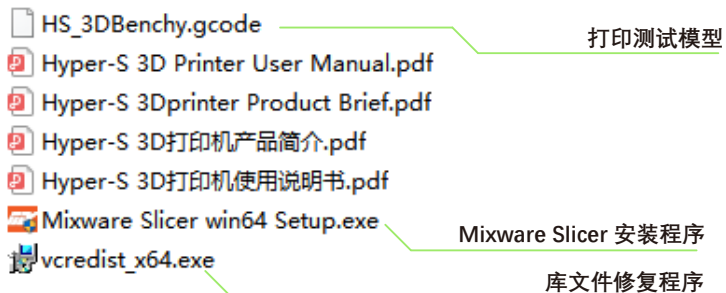 HS_3DBenchy.gcode
打印测试模型
Hyper-S 3D Printer User Manual.pdf
Hyper-S 3Dprinter Product Brief.pdf
Hyper-S 3D打印机产品简介.pdf
Hyper-S 3D打印机使用说明书.pdf
Mixware Slicer win64 Setup.exe
Mixware Slicer 安装程序
vcredist_x64.exe
库文件修复程序